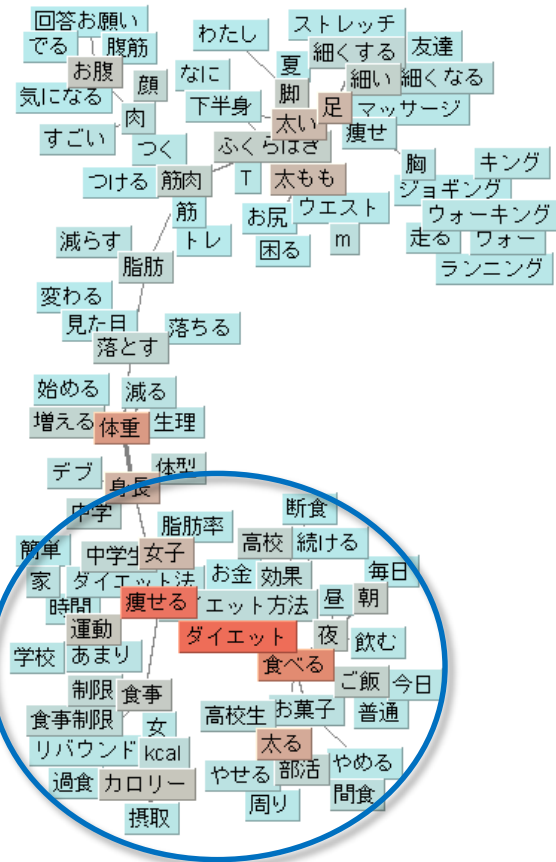 回答お願い
でる
腹筋
お腹
顔
気になる
肉
すごい
つく
つける
筋肉
筋
トレ
減らす
脂肪
変わる
見た目
落ちる
落とす
始める
減る
増える
体重
生理
デブ
体型
身長
中学
わたし
ストレッチ
夏
細くする
友達
なに
脚
細い
細くなる
下半身
足
マッサージ
太い
痩せ
ふくらはぎ
胸
キング
T
太もも
ジョギング
お尻
ウエスト
ウォーキング
困る
m
走る
ウォー
ランニング
断食
脂肪率
簡単
中学生
女子
高校
続ける
家
ダイエット法
お金
効果
毎日
時間
痩せる
イエット方法
昼
朝
運動
ダイエット
夜
飲む
学校
あまり
食べる
制限
食事
ご飯
今日
食事制限
女
高校生
お菓子
普通
リバウンド
kcal
太る
過食
カロリー
やせる
部活
やめる
摂取
周り
間食